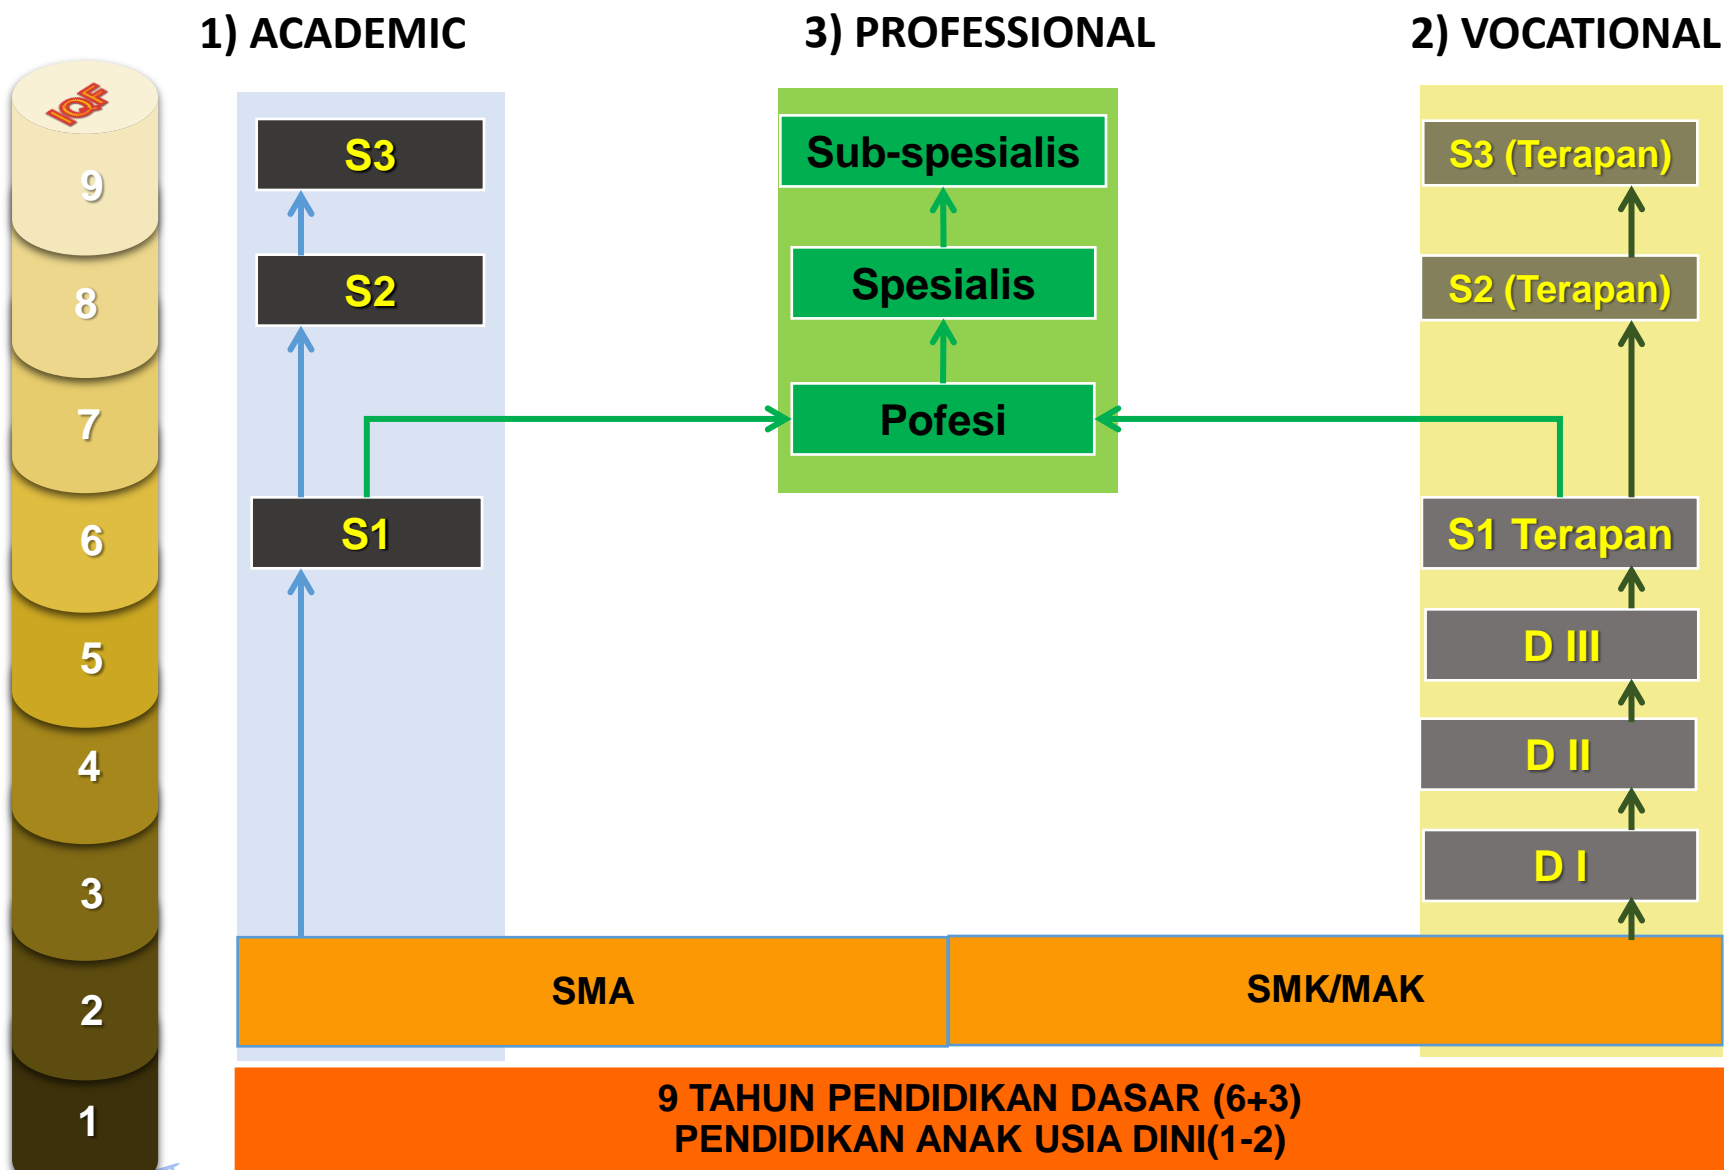 1) ACADEMIC
3) PROFESSIONAL
2) VOCATIONAL
IQF
9
S3
Sub-spesialis
S3 (Terapan)
8
S2
Spesialis
S2 (Terapan)
7
Pofesi
6
S1
S1 Terapan
5
D III
4
D II
3
D I
2
SMA
SMK/MAK
1
9 TAHUN PENDIDIKAN DASAR (6+3)
PENDIDIKAN ANAK USIA DINI(1-2)